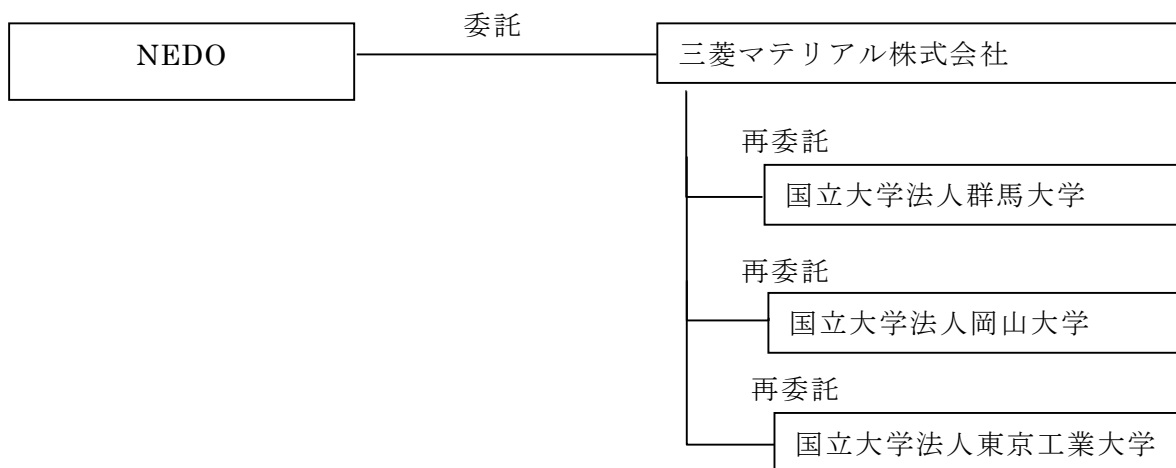 委託
NEDO
三菱マテリアル株式会社
再委託
国立大学法人群馬大学
再委託
国立大学法人岡山大学
再委託
国立大学法人東京工業大学